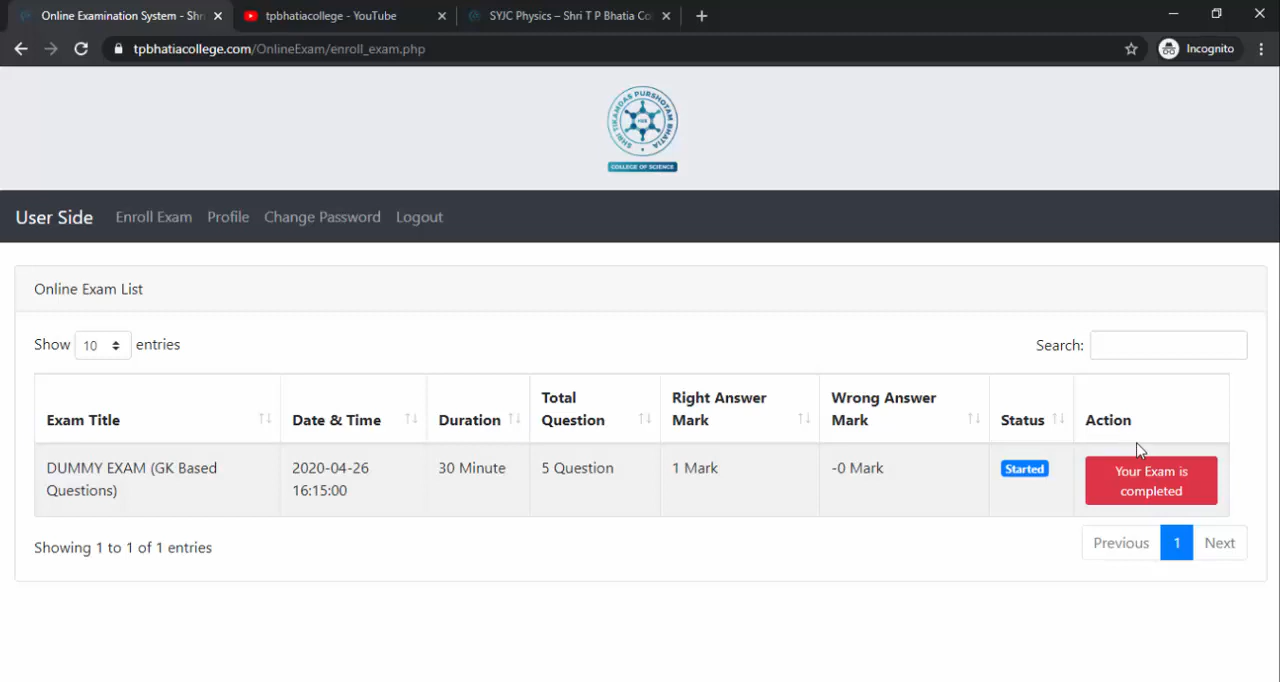 Online Examination System - Shri
tpbhatiacollege - YouTube
SYJC Physics – Shri T P Bhatia Co
tpbhatiacollege.com/OnlineExam/enroll_exam.php
Incognito
SHRI TIKAMDAS PURSHOTAM BHATIA
COLLEGE OF SCIENCE
User Side Enroll Exam Profile Change Password Logout
Online Exam List
Show 10 entries
Search:
Exam Title Date & Time Duration Total Question Right Answer Mark Wrong Answer Mark Status Action
DUMMY EXAM (GK Based Questions) 2020-04-26 16:15:00 30 Minute 5 Question 1 Mark -0 Mark Started Your Exam is completed
Showing 1 to 1 of 1 entries
Previous 1 Next